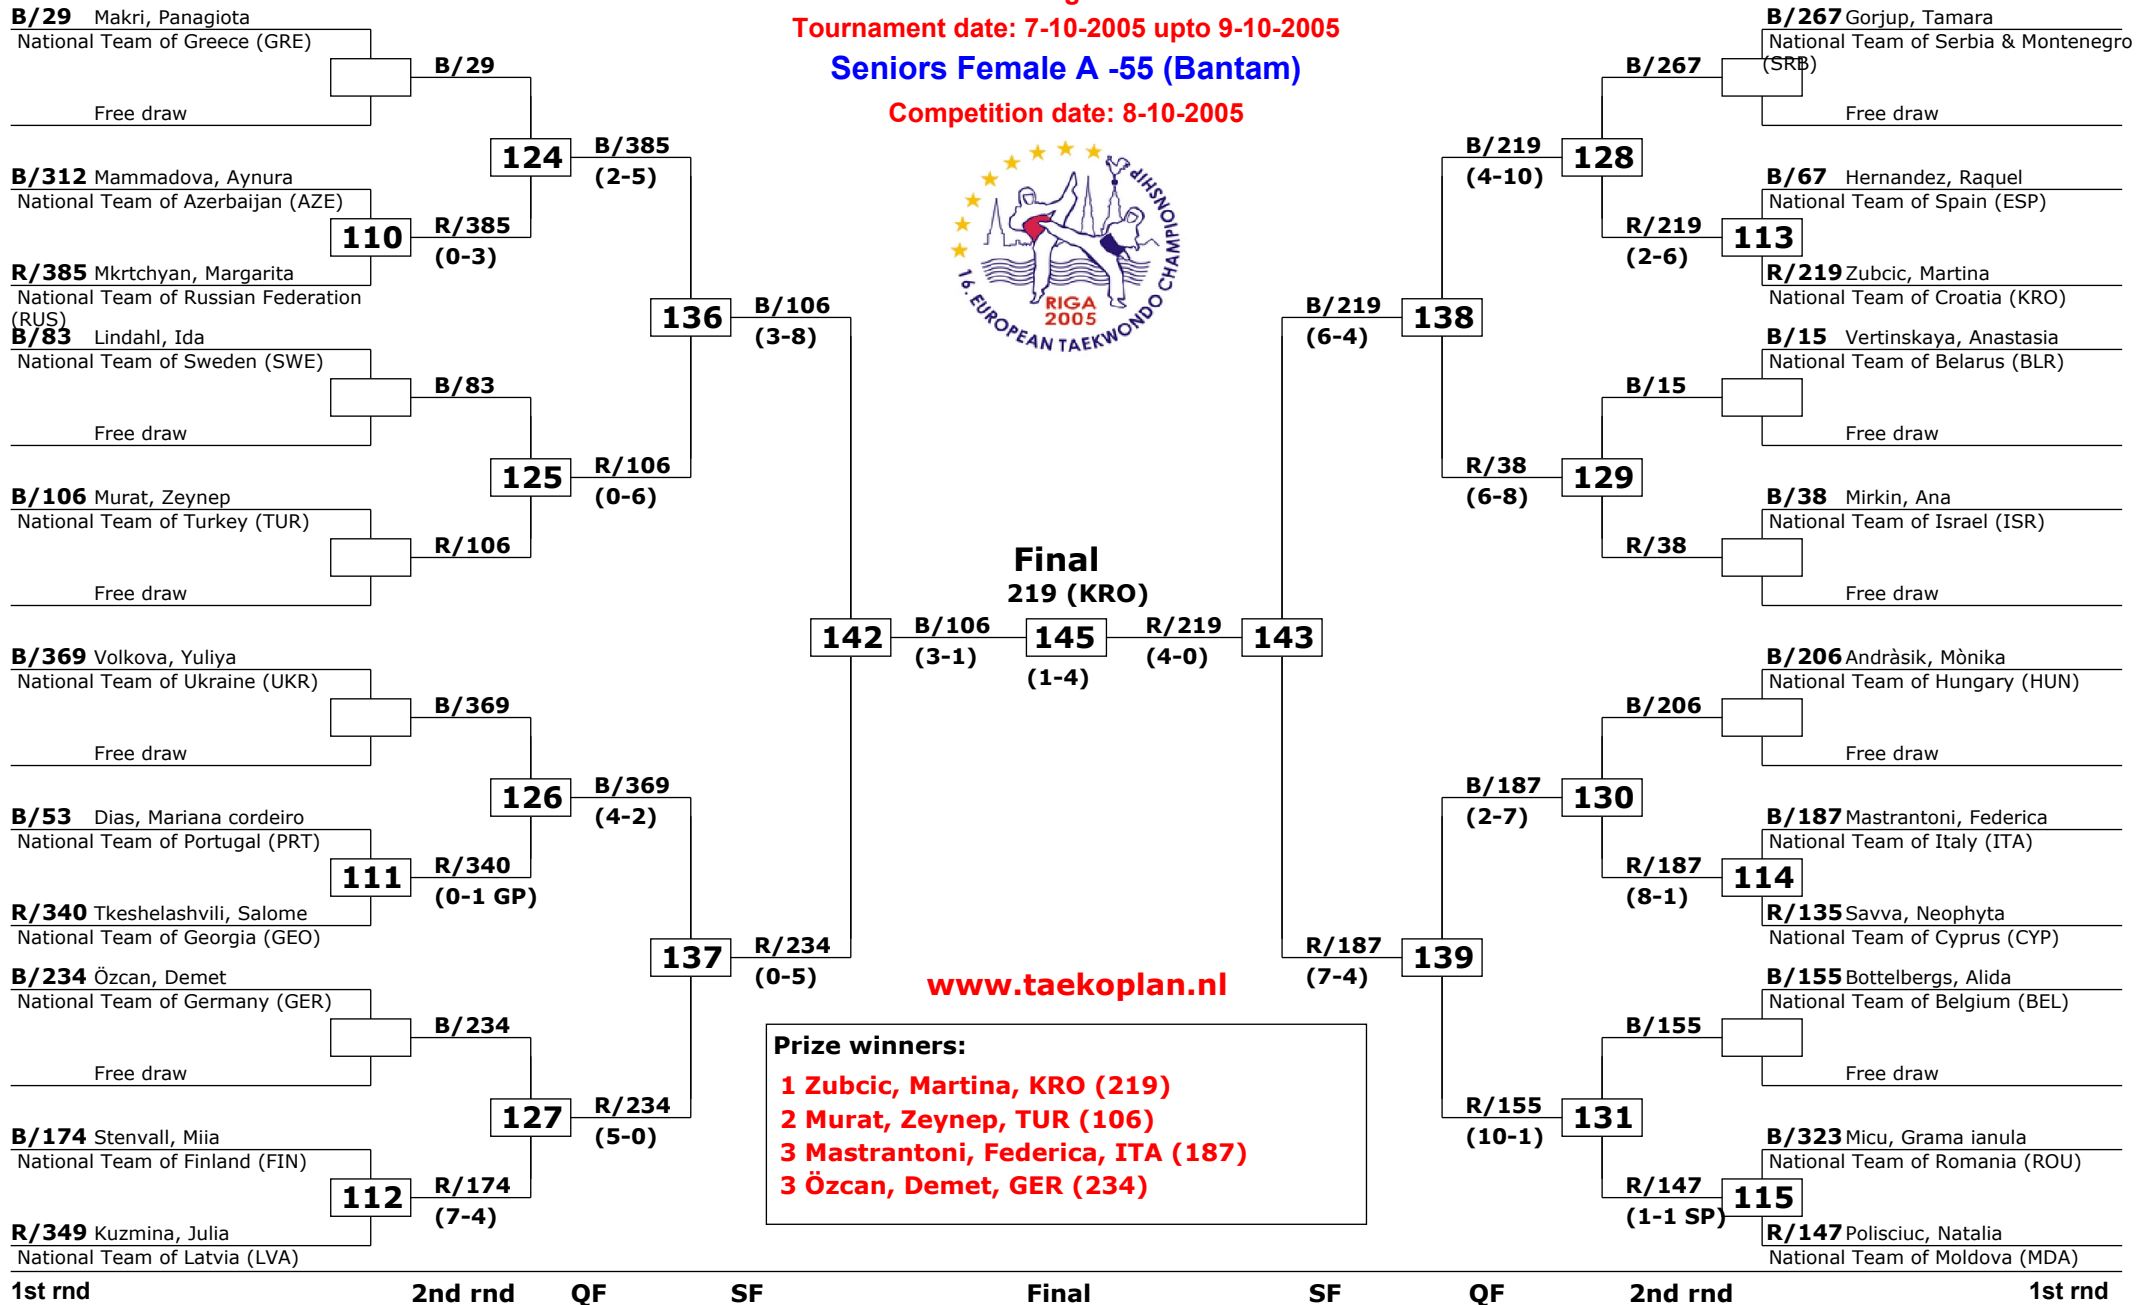 Tournament date: 7-10-2005 upto 9-10-2005
Seniors Female A -55 (Bantam)
Competition date: 8-10-2005
16. EUROPEAN TAEKWONDO CHAMPIONSHIP
RIGA
2005
B/29 Makri, Panagiota
National Team of Greece (GRE)
Free draw
B/312 Mammadova, Aynura
National Team of Azerbaijan (AZE)
110
R/385 Mkrtchyan, Margarita
National Team of Russian Federation
(RUS)
B/83 Lindahl, Ida
National Team of Sweden (SWE)
Free draw
B/106 Murat, Zeynep
National Team of Turkey (TUR)
Free draw
B/369 Volkova, Yuliya
National Team of Ukraine (UKR)
Free draw
B/53 Dias, Mariana cordeiro
National Team of Portugal (PRT)
111
R/340 Tkeshelashvili, Salome
National Team of Georgia (GEO)
B/234 Özcan, Demet
National Team of Germany (GER)
Free draw
B/174 Stenvall, Miia
National Team of Finland (FIN)
112
R/349 Kuzmina, Julia
National Team of Latvia (LVA)
B/29
124
R/385
(0-3)
B/83
125
R/106
B/369
126
R/340
(0-1 GP)
B/234
127
R/174
(7-4)
B/385
(2-5)
136
R/106
(0-6)
B/369
(4-2)
137
R/234
(5-0)
B/106
(3-8)
142
R/234
(0-5)
Final
219 (KRO)
B/106
(3-1)
145
(1-4)
R/219
(4-0)
143
B/219
(6-4)
R/187
(7-4)
B/219
(4-10)
138
R/38
(6-8)
B/187
(2-7)
139
R/155
(10-1)
B/267
128
R/219
(2-6)
B/15
129
R/38
B/206
130
R/187
(8-1)
B/155
131
R/147
(1-1 SP)
B/267 Gorjup, Tamara
National Team of Serbia & Montenegro
(SRB)
Free draw
B/67 Hernandez, Raquel
National Team of Spain (ESP)
113
R/219 Zubcic, Martina
National Team of Croatia (KRO)
B/15 Vertinskaya, Anastasia
National Team of Belarus (BLR)
Free draw
B/38 Mirkin, Ana
National Team of Israel (ISR)
Free draw
B/206 Andràsik, Mònika
National Team of Hungary (HUN)
Free draw
B/187 Mastrantoni, Federica
National Team of Italy (ITA)
114
R/135 Savva, Neophyta
National Team of Cyprus (CYP)
B/155 Bottelbergs, Alida
National Team of Belgium (BEL)
Free draw
B/323 Micu, Grama ianula
National Team of Romania (ROU)
115
R/147 Polisciuc, Natalia
National Team of Moldova (MDA)
www.taekoplan.nl
Prize winners:
1 Zubcic, Martina, KRO (219)
2 Murat, Zeynep, TUR (106)
3 Mastrantoni, Federica, ITA (187)
3 Özcan, Demet, GER (234)
1st rnd 2nd rnd QF SF Final SF QF 2nd rnd 1st rnd